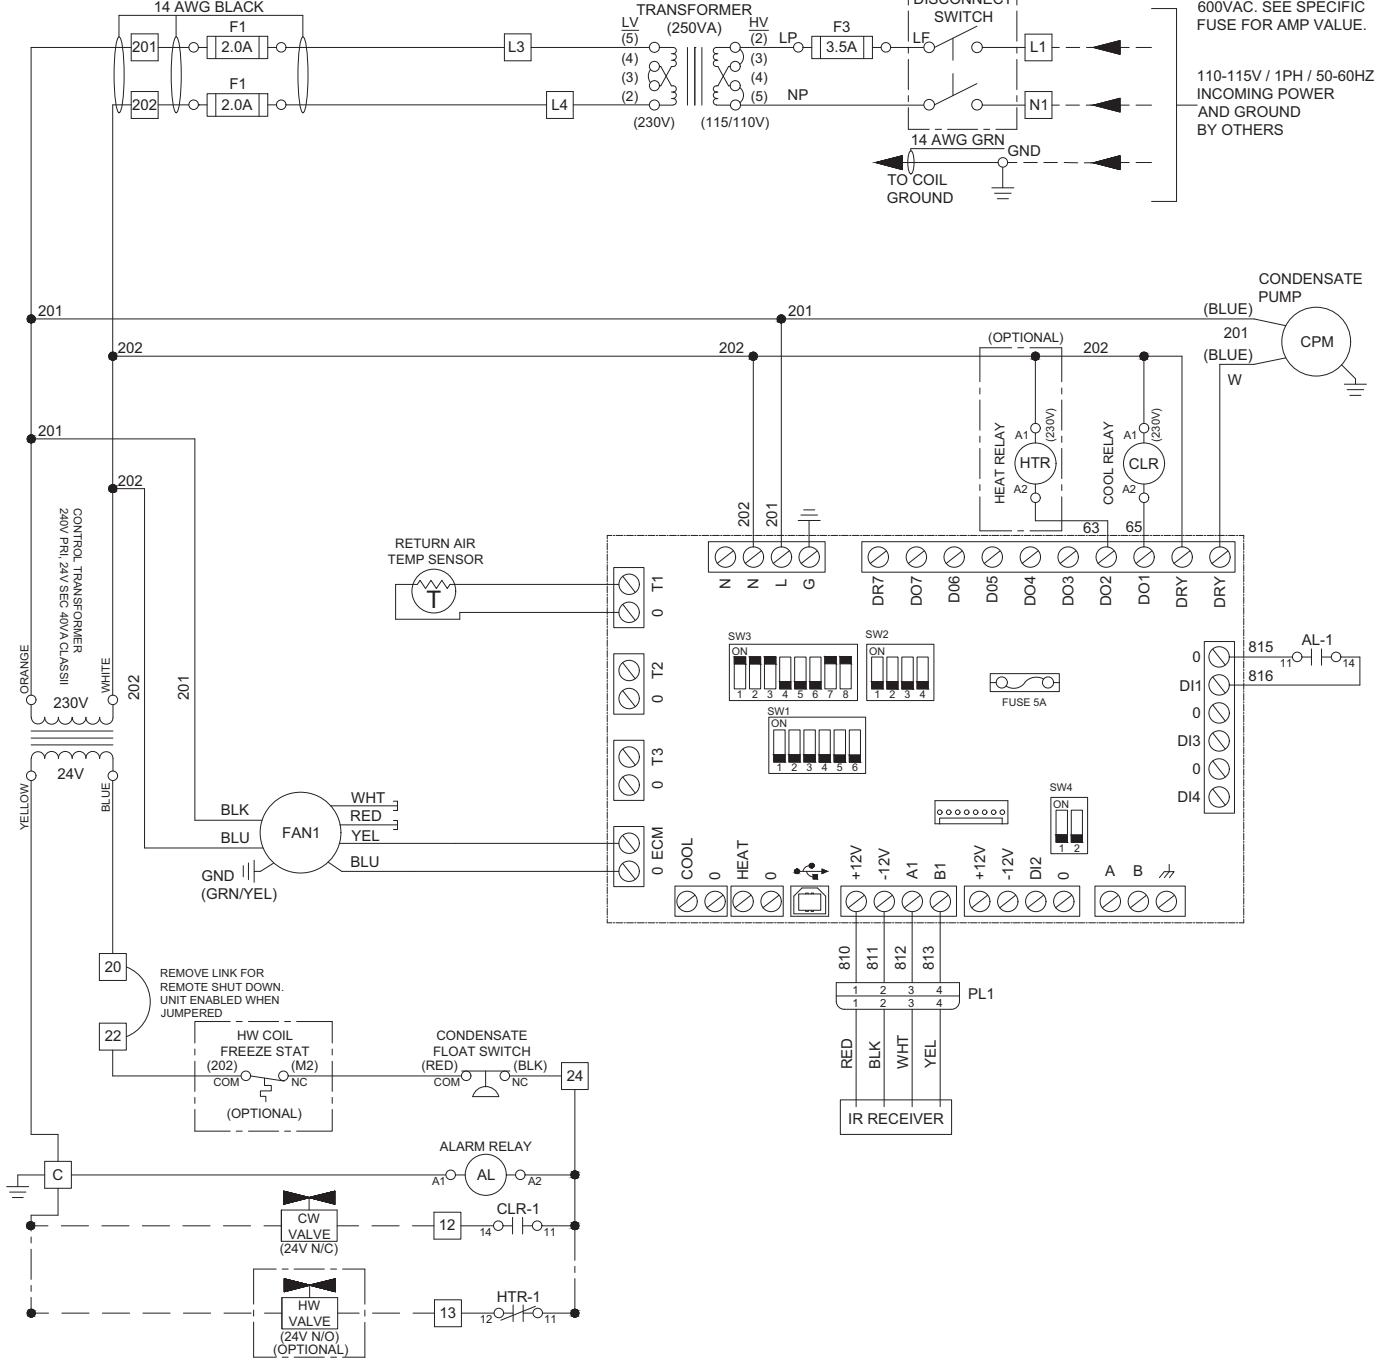 14 AWG BLACK
201
F1
2.0A
L3
202
F1
2.0A
L4
TRANSFORMER
(250VA)
LV
(5)
(4)
(3)
(2)
(230V)
HV
(2)
(3)
(4)
(5)
(115/110V)
LP
F3
3.5A
LF
NP
DISCONNECT
SWITCH
L1
N1
14 AWG GRN
GND
TO COIL
GROUND
600VAC. SEE SPECIFIC
FUSE FOR AMP VALUE.
110-115V / 1PH / 50-60HZ
INCOMING POWER
AND GROUND
BY OTHERS
201
201
202
202
202
201
202
CONDENSATE
PUMP
(BLUE)
201
(BLUE)
W
CPM
(OPTIONAL)
HEAT RELAY
A1
(230V)
HTR
A2
63
COOL RELAY
A1
(230V)
CLR
A2
65
CONTROL TRANSFORMER
240V PRI, 24V SEC 40VA CLASSII
ORANGE
WHITE
230V
24V
YELLOW
BLUE
202
201
RETURN AIR
TEMP SENSOR
T
T1
0
T2
0
T3
0
ECM
0
202
201
N
N
L
G
DR7
DO7
D06
D05
DO4
DO3
DO2
DO1
DRY
DRY
SW3
ON
1 2 3 4 5 6 7 8
SW2
ON
1 2 3 4
SW1
ON
1 2 3 4 5 6
FUSE 5A
SW4
ON
1 2
0
DI1
0
DI3
0
DI4
815
816
AL-1
11
14
FAN1
BLK
BLU
GND
(GRN/YEL)
WHT
RED
YEL
BLU
COOL
0
HEAT
0
+12V
-12V
A1
B1
+12V
-12V
DI2
0
A
B
810
811
812
813
1 2 3 4
1 2 3 4
PL1
RED
BLK
WHT
YEL
IR RECEIVER
20
22
REMOVE LINK FOR
REMOTE SHUT DOWN.
UNIT ENABLED WHEN
JUMPERED
HW COIL
FREEZE STAT
(202)
(M2)
COM
NC
(OPTIONAL)
CONDENSATE
FLOAT SWITCH
(RED)
(BLK)
COM
NC
24
ALARM RELAY
C
A1
AL
A2
CW
VALVE
(24V N/C)
12
CLR-1
14
11
HW
VALVE
(24V N/O)
(OPTIONAL)
13
HTR-1
12
11